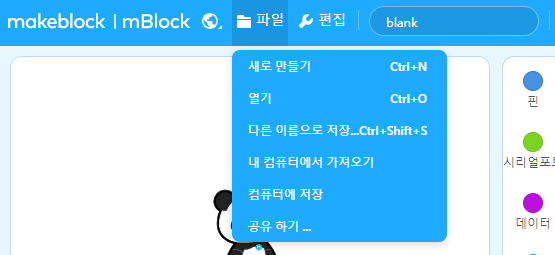 makeblock | mBlock 파일 편집 blank
새로 만들기 Ctrl+N
열기 Ctrl+O
다른 이름으로 저장...Ctrl+Shift+S
내 컴퓨터에서 가져오기
컴퓨터에 저장
공유 하기 ...
핀
시리얼포트
데이터